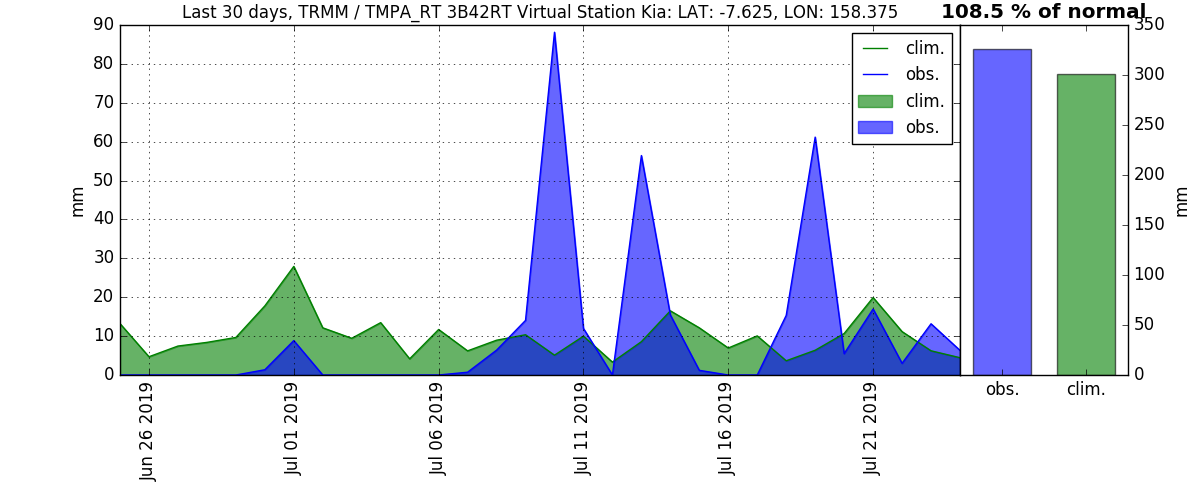 Last 30 days, TRMM / TMPA_RT 3B42RT Virtual Station Kia: LAT: -7.625, LON: 158.375
108.5 % of normal
90
80
70
60
50
40
30
20
10
0
mm
clim.
obs.
clim.
obs.
Jun 26 2019
Jul 01 2019
Jul 06 2019
Jul 11 2019
Jul 16 2019
Jul 21 2019
350
300
250
200
150
100
50
0
mm
obs.
clim.